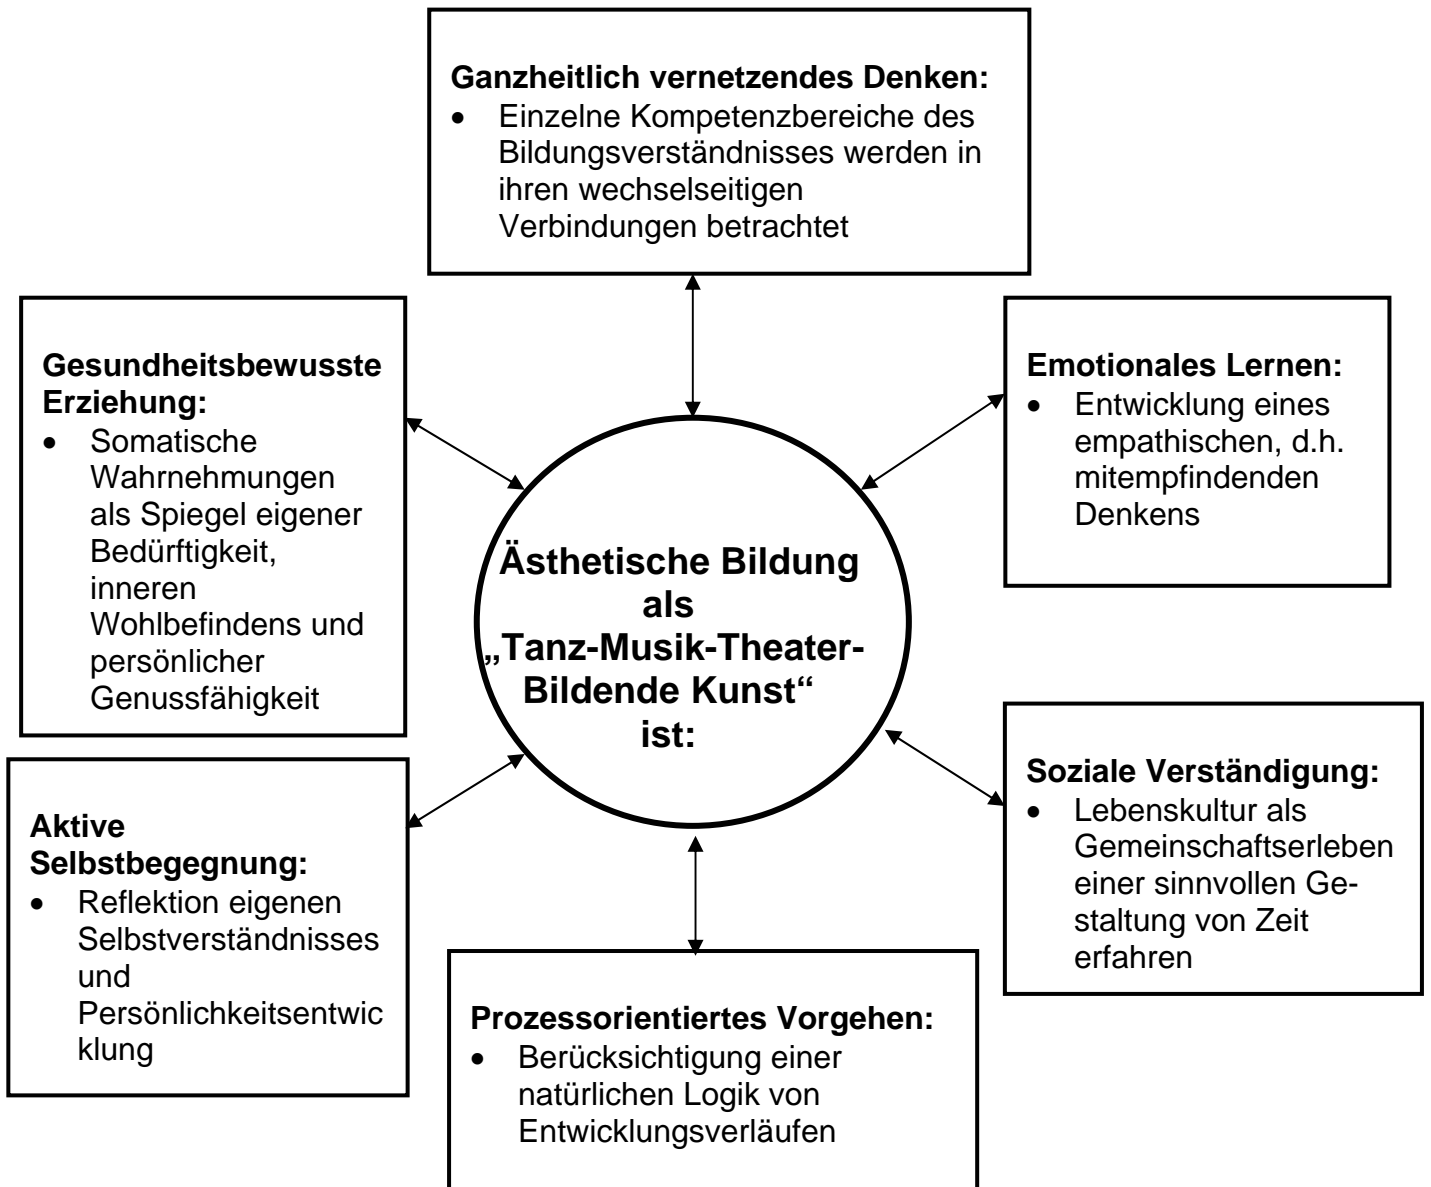 Ganzheitlich vernetzendes Denken:
• Einzelne Kompetenzbereiche des
Bildungsverständnisses werden in
ihren wechselseitigen
Verbindungen betrachtet
Gesundheitsbewusste
Erziehung:
• Somatische
Wahrnehmungen
als Spiegel eigener
Bedürftigkeit,
inneren
Wohlbefindens und
persönlicher
Genussfähigkeit
Emotionales Lernen:
• Entwicklung eines
empathischen, d.h.
mitempfindenden
Denkens
Ästhetische Bildung
als
„Tanz-Musik-Theater-
Bildende Kunst“
ist:
Aktive
Selbstbegegnung:
• Reflektion eigenen
Selbstverständnisses
und
Persönlichkeitsentwic
klung
Soziale Verständigung:
• Lebenskultur als
Gemeinschaftserleben
einer sinnvollen Ge-
staltung von Zeit
erfahren
Prozessorientiertes Vorgehen:
• Berücksichtigung einer
natürlichen Logik von
Entwicklungsverläufen